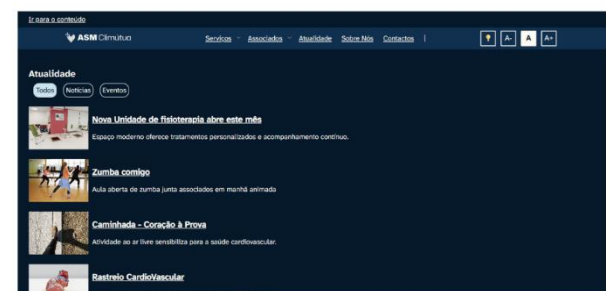 Ir para o conteúdo
ASM Climútua
Serviços Associados Atualidade Sobre Nós Contactos |
A- A A+
Atualidade
Todos Notícias Eventos
Nova Unidade de fisioterapia abre este mês
Espaço moderno oferece tratamentos personalizados e acompanhamento contínuo.
Zumba comigo
Aula aberta de zumba junta associados em manhã animada
Caminhada - Coração à Prova
Atividade ao ar livre sensibiliza para a saúde cardiovascular.
Rastreio CardioVascular